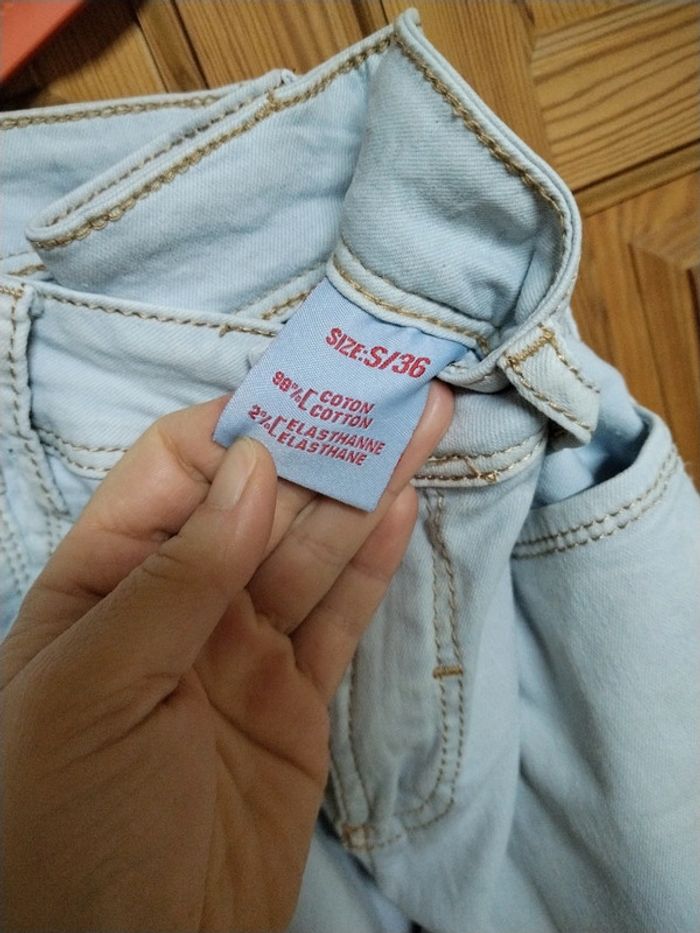 SIZE:S/36
98%[COTON
COTTON
2%[ELASTHANNE
ELASTHANE